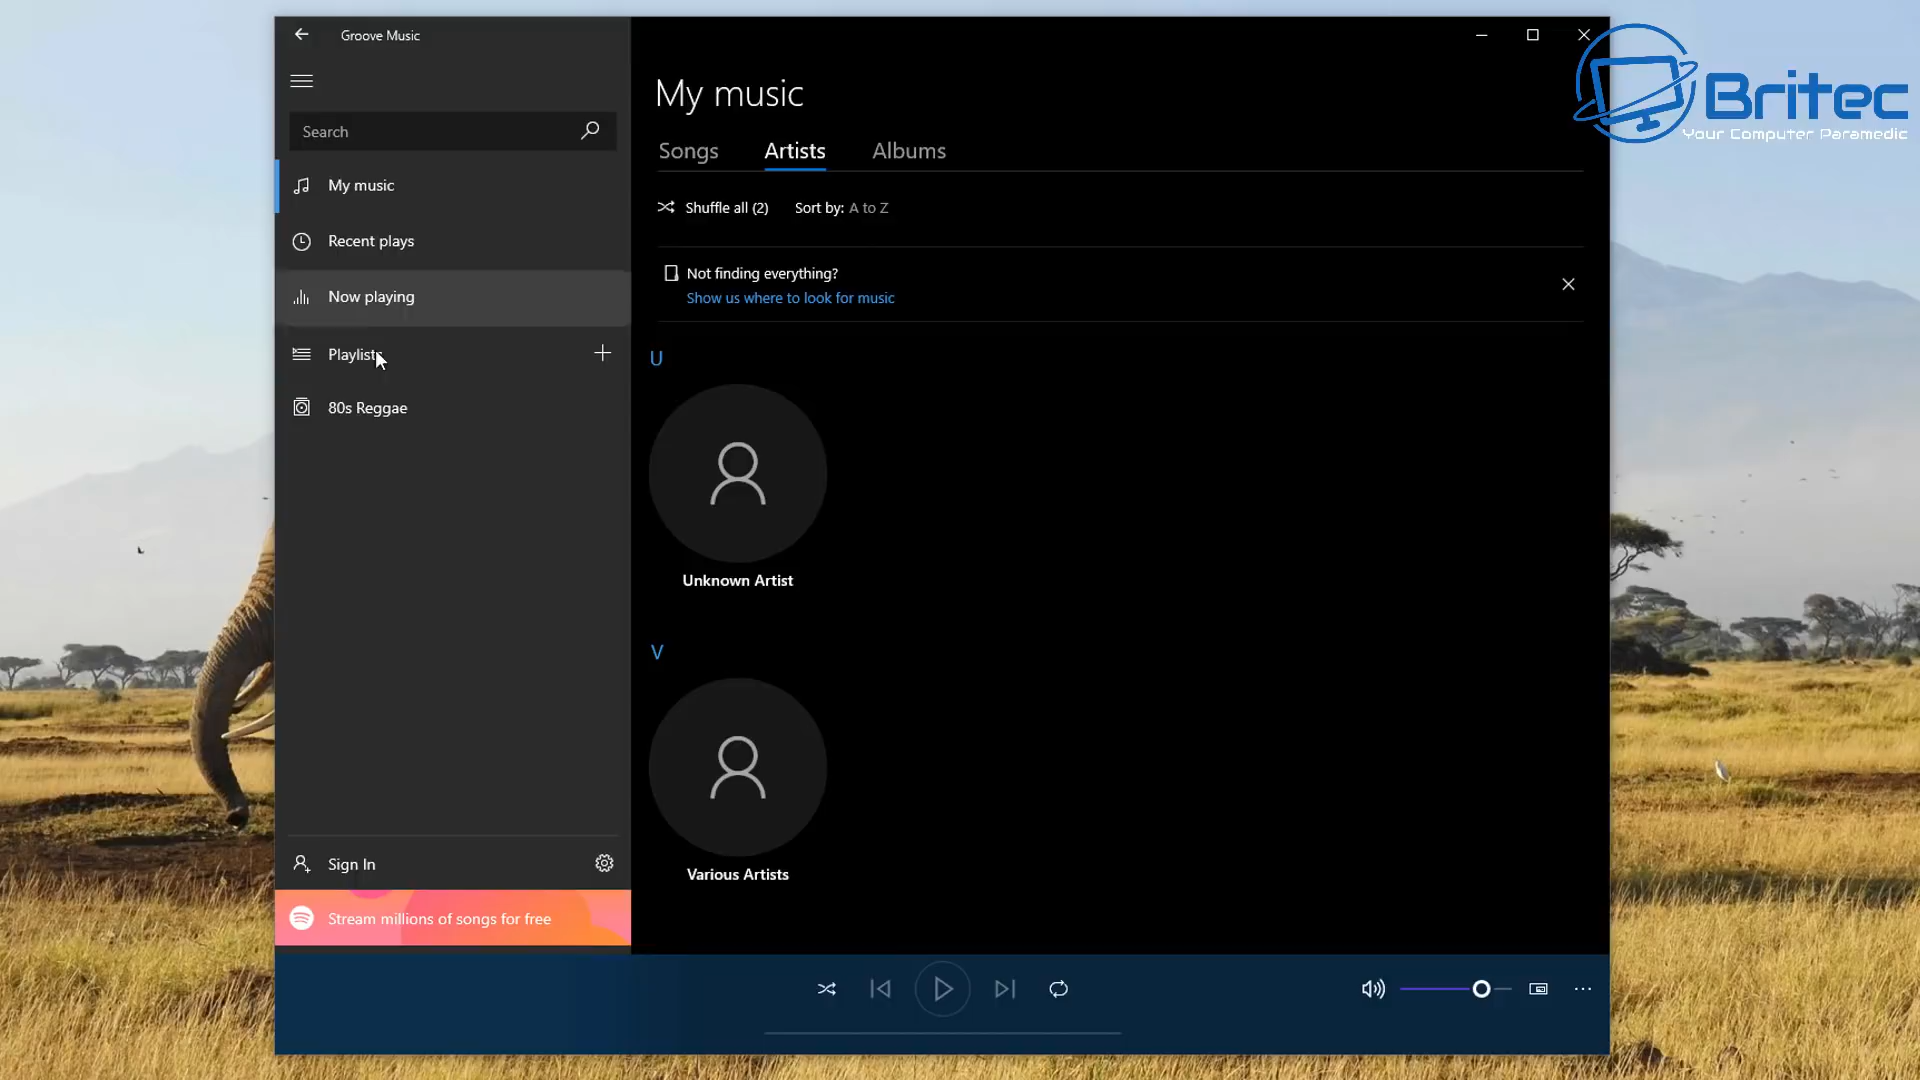 Groove Music
Search
My music
Recent plays
Now playing
Playlists
80s Reggae
Sign In
Stream millions of songs for free
My music
Songs Artists Albums
Shuffle all (2) Sort by: A to Z
Not finding everything?
Show us where to look for music
U
Unknown Artist
V
Various Artists
Britec
Your Computer Paramedic